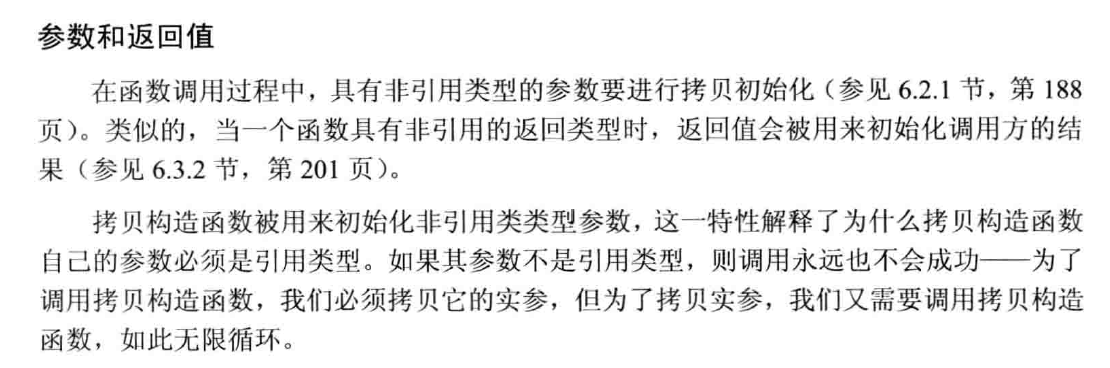 参数和返回值
在函数调用过程中，具有非引用类型的参数要进行拷贝初始化（参见 6.2.1 节，第 188
页）。类似的，当一个函数具有非引用的返回类型时，返回值会被用来初始化调用方的结
果（参见 6.3.2 节，第 201 页）。
拷贝构造函数被用来初始化非引用类类型参数，这一特性解释了为什么拷贝构造函数
自己的参数必须是引用类型。如果其参数不是引用类型，则调用永远也不会成功——为了
调用拷贝构造函数，我们必须拷贝它的实参，但为了拷贝实参，我们又需要调用拷贝构造
函数，如此无限循环。